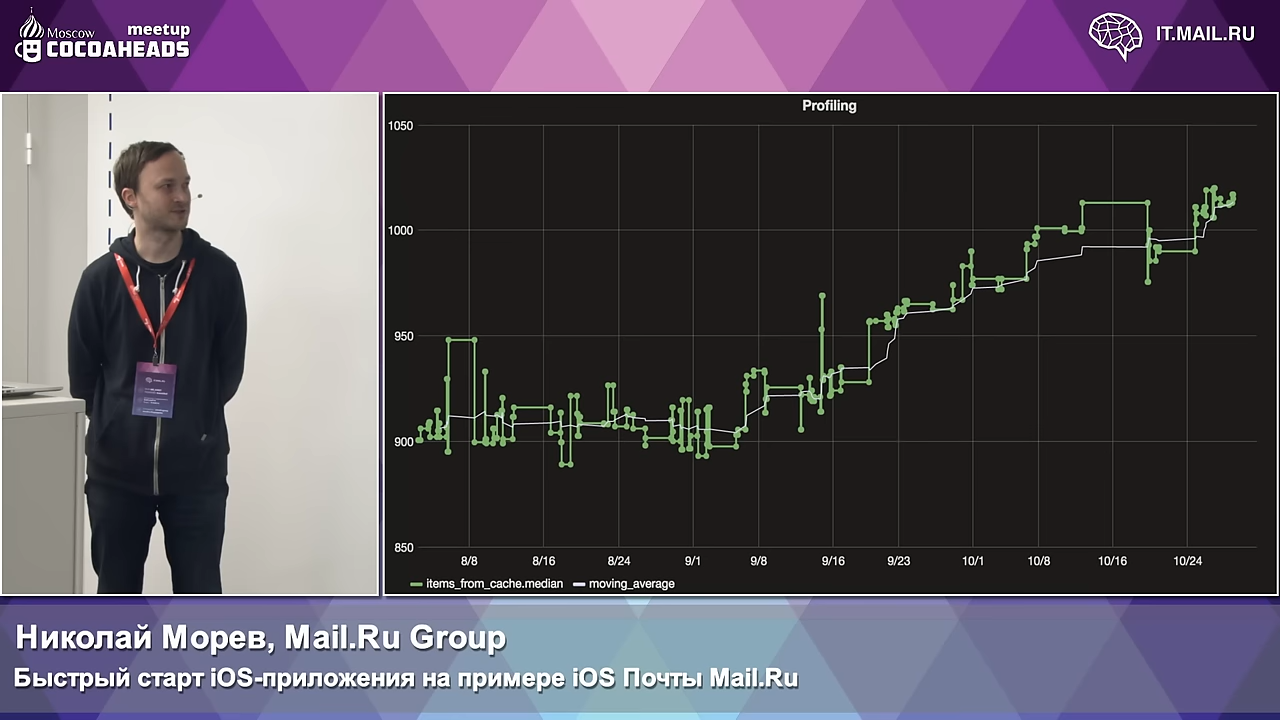 Moscow
meetup
COCOAHEADS
IT.MAIL.RU
Profiling
1050
1000
950
900
850
8/8
8/16
8/24
9/1
9/8
9/16
9/23
10/1
10/8
10/16
10/24
items_from_cache.median
moving_average
Николай Морев, Mail.Ru Group
Быстрый старт iOS-приложения на примере iOS Почты Mail.Ru